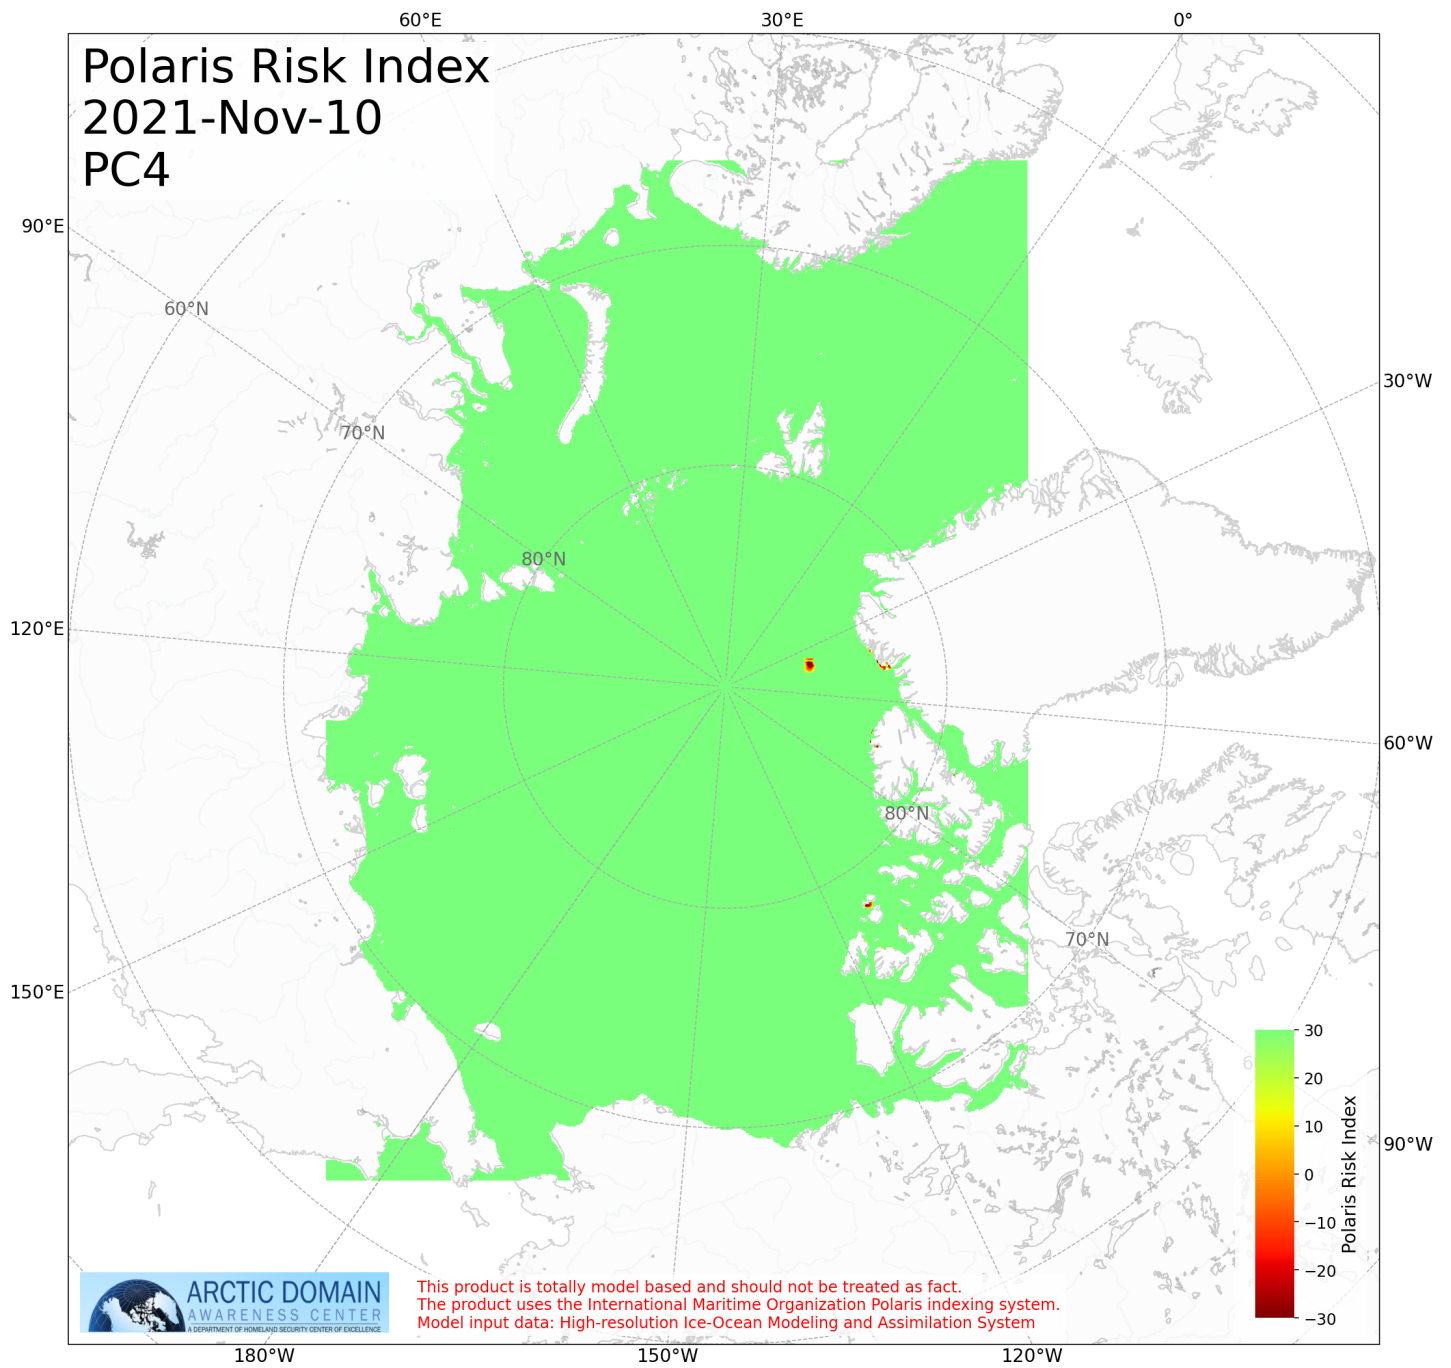 60°E 30°E 0°
Polaris Risk Index
2021-Nov-10
PC4
90°E
60°N
30°W
70°N
80°N
120°E
60°W
80°N
70°N
150°E
30
20
10
0
−10
−20
−30
Polaris Risk Index
90°W
ARCTIC DOMAIN
AWARENESS CENTER
A DEPARTMENT OF HOMELAND SECURITY CENTER OF EXCELLENCE
This product is totally model based and should not be treated as fact.
The product uses the International Maritime Organization Polaris indexing system.
Model input data: High-resolution Ice-Ocean Modeling and Assimilation System
180°W 150°W 120°W